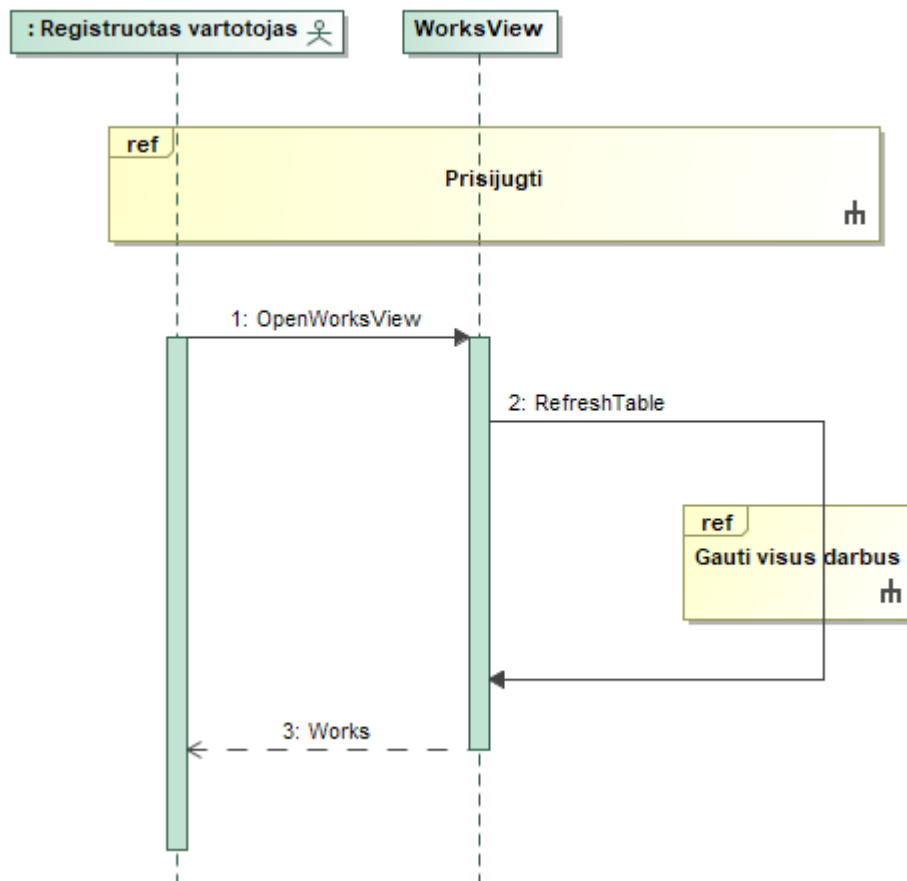 : Registruotas vartotojas
WorksView
ref
Prisijugti
1: OpenWorksView
2: RefreshTable
ref
Gauti visus darbus
3: Works